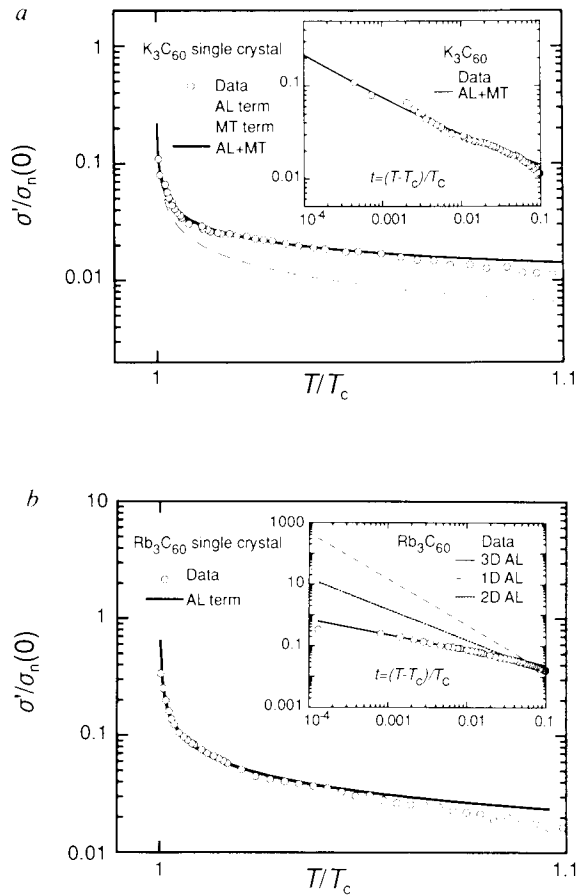 a
1
0.1
0.01
σ'/σn(0)
K3C60 single crystal
Data
AL term
MT term
AL+MT
K3C60
Data
AL+MT
0.1
0.01
t=(T-Tc)/Tc
10-4
0.001
0.01
0.1
1
1.1
T/Tc
b
10
1
0.1
0.01
σ'/σn(0)
Rb3C60 single crystal
Data
AL term
1000
10
0.1
0.001
Rb3C60
Data
3D AL
1D AL
2D AL
t=(T-Tc)/Tc
10-4
0.001
0.01
0.1
1
1.1
T/Tc